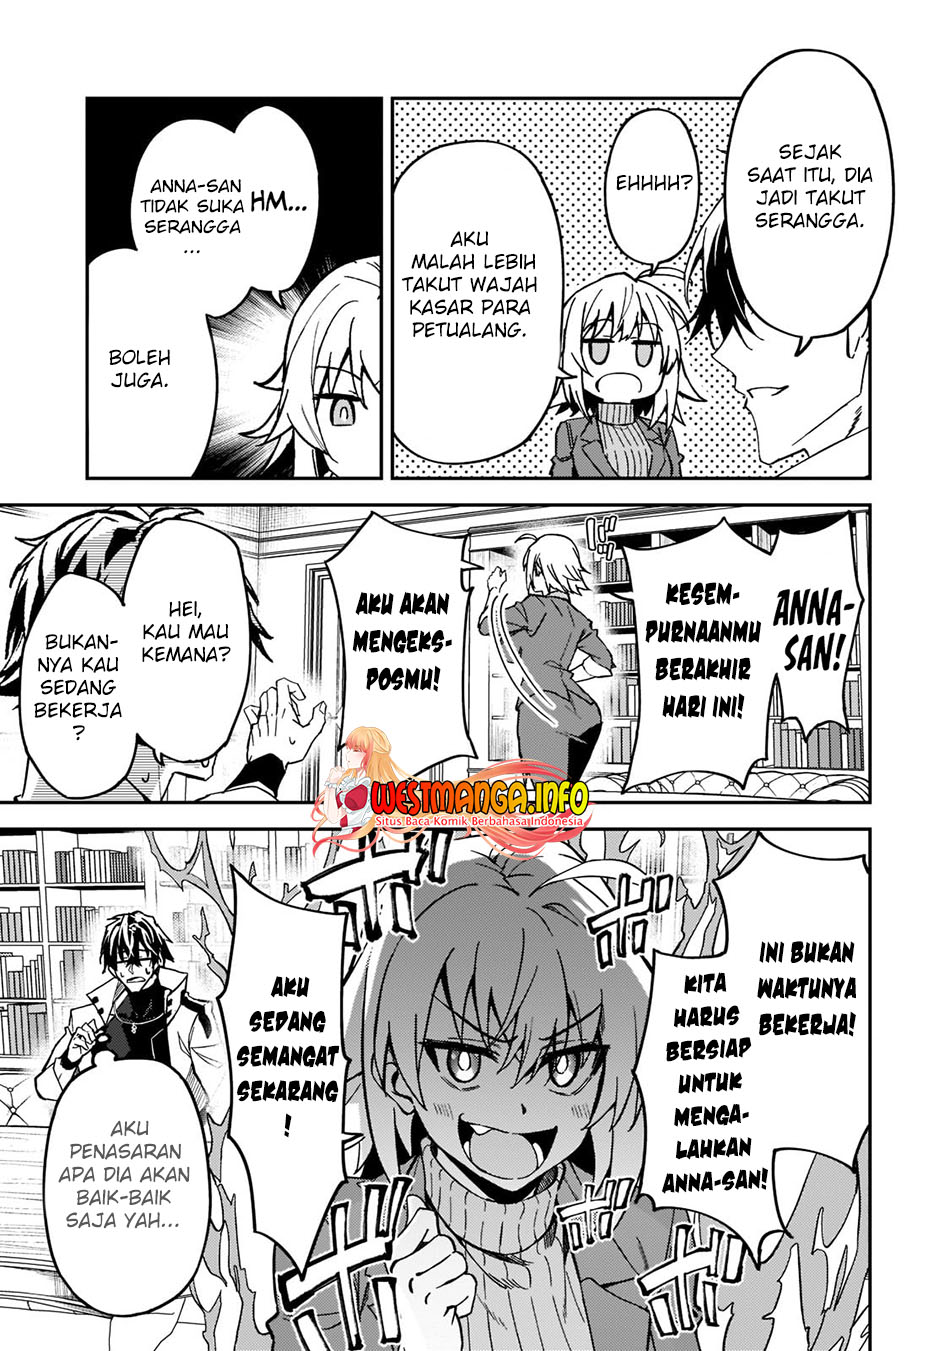 SEJAK
SAAT ITU, DIA
JADI TAKUT
SERANGGA.
EHHHH?
AKU
MALAH LEBIH
TAKUT WAJAH
KASAR PARA
PETUALANG.
HM...
ANNA-SAN
TIDAK SUKA
SERANGGA
...
BOLEH
JUGA.
ANNA-
SAN!
KESEM-
PURNAANMU
BERAKHIR
HARI INI!
AKU AKAN
MENGEKS-
POSMU!
HEI,
KAU MAU
KEMANA?
BUKAN-
NYA KAU
SEDANG
BEKERJA
?
WESTMANGA.INFO
Situs Baca Komik Berbahasa Indonesia
INI BUKAN
WAKTUNYA
BEKERJA!
KITA
HARUS
BERSIAP
UNTUK
MENGA-
LAHKAN
ANNA-SAN!
AKU
SEDANG
SEMANGAT
SEKARANG
!
AKU
PENASARAN
APA DIA AKAN
BAIK-BAIK
SAJA YAH...